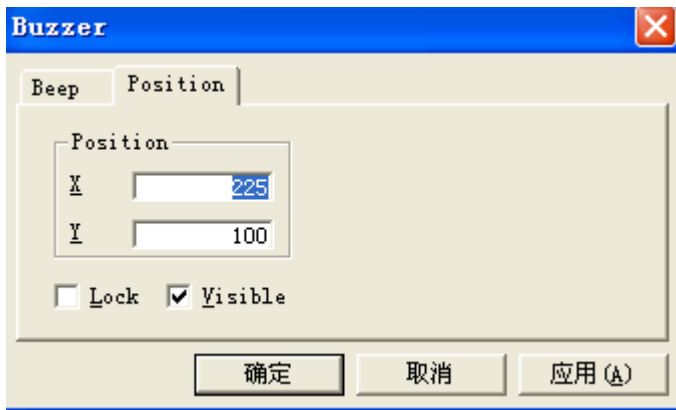 Buzzer
Beep Position
Position
X 225
Y 100
Lock Visible
确定 取消 应用(A)